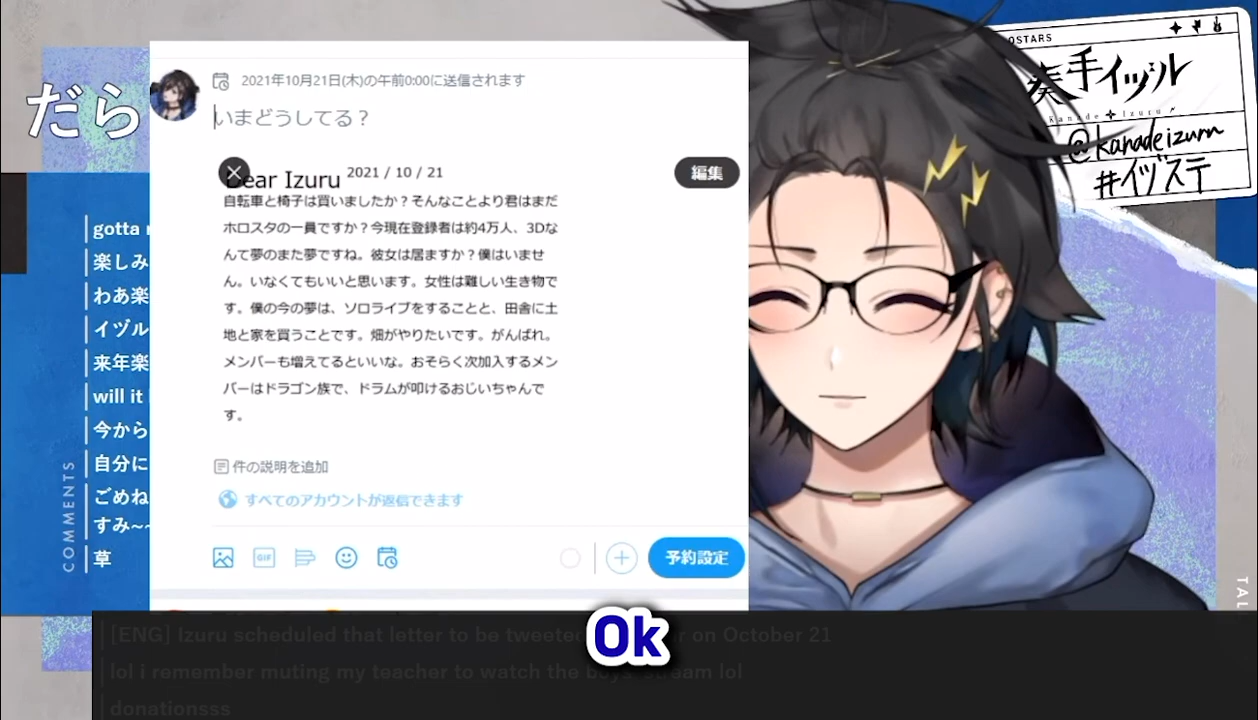 だら
2021年10月21日(木)の午前0:00に送信されます
いまどうしてる？
Dear Izuru 2021 / 10 / 21
編集
自転車と椅子は買いましたか？そんなことより君はまだ
ホロスタの一員ですか？今現在登録者は約4万人、3Dな
んて夢のまた夢ですね。彼女は居ますか？僕はいませ
ん。いなくてもいいと思います。女性は難しい生き物で
す。僕の今の夢は、ソロライブをすることと、田舎に土
地と家を買うことです。畑がやりたいです。がんばれ。
メンバーも増えてるといいな。おそらく次加入するメン
バーはドラゴン族で、ドラムが叩けるおじいちゃんで
す。
件の説明を追加
すべてのアカウントが返信できます
GIF
予約設定
gotta
楽しみ
わあ楽
イヅル
来年楽
will it
今から
自分に
ごめね
すみ~~
草
COMMENTS
OSTARS
奏手イヅル
Kanade Izuru
@kanadeizuru
#イヅステ
TAL
Ok
[ENG] Izuru scheduled that letter to be tweeted on October 21
lol i remember muting my teacher to watch the boys stream lol
donationsss